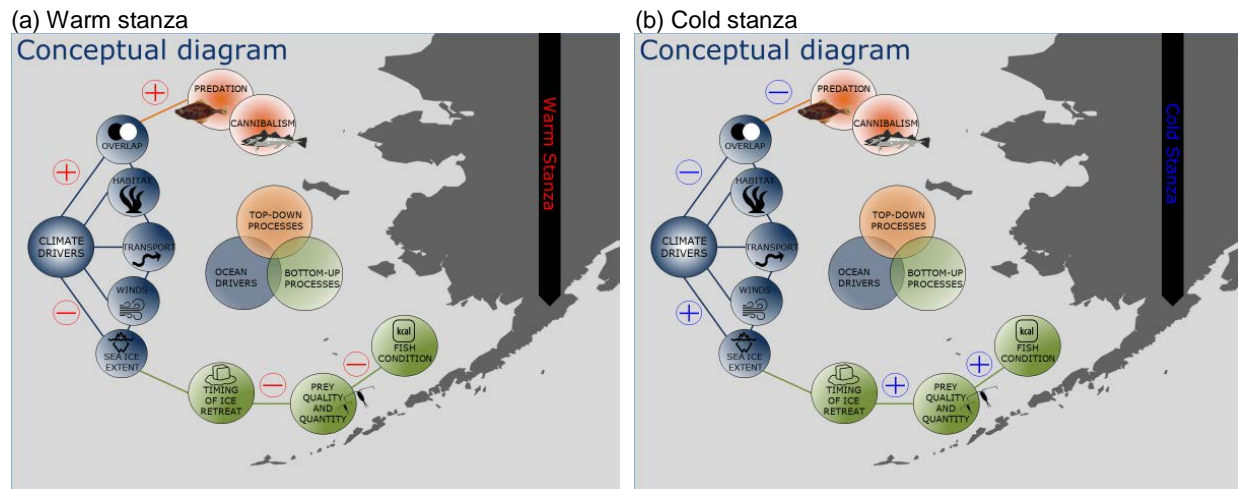 (a) Warm stanza
Conceptual diagram
PREDATION
CANNIBALISM
OVERLAP
HABITAT
CLIMATE
DRIVERS
TRANSPORT
WINDS
SEA ICE
EXTENT
TOP-DOWN
PROCESSES
OCEAN
DRIVERS
BOTTOM-UP
PROCESSES
kcal
FISH
CONDITION
TIMING
OF ICE
RETREAT
PREY
QUALITY
AND
QUANTITY
Warm Stanza
(b) Cold stanza
Conceptual diagram
PREDATION
CANNIBALISM
OVERLAP
HABITAT
CLIMATE
DRIVERS
TRANSPORT
WINDS
SEA ICE
EXTENT
TOP-DOWN
PROCESSES
OCEAN
DRIVERS
BOTTOM-UP
PROCESSES
kcal
FISH
CONDITION
TIMING
OF ICE
RETREAT
PREY
QUALITY
AND
QUANTITY
Cold Stanza